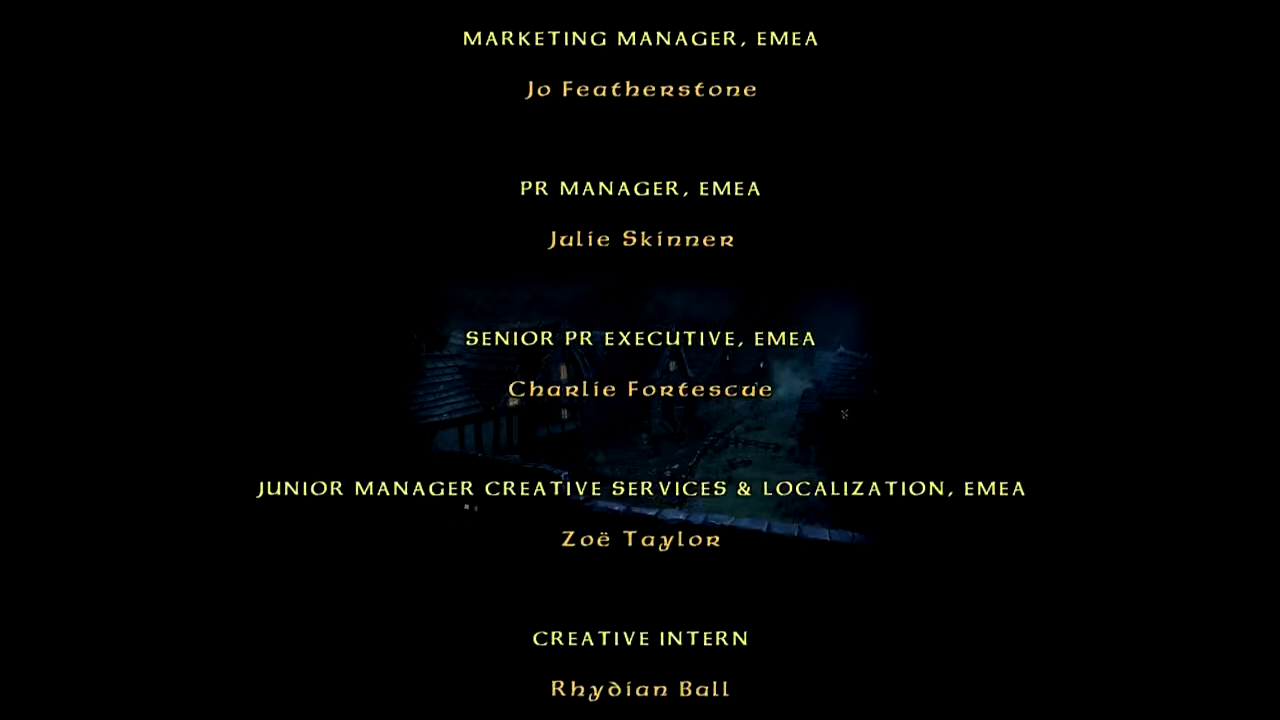 MARKETING MANAGER, EMEA
Jo Featherstone
PR MANAGER, EMEA
Julie Skinner
SENIOR PR EXECUTIVE, EMEA
Charlie Fortescue
JUNIOR MANAGER CREATIVE SERVICES & LOCALIZATION, EMEA
Zoë Taylor
CREATIVE INTERN
Rhydian Ball